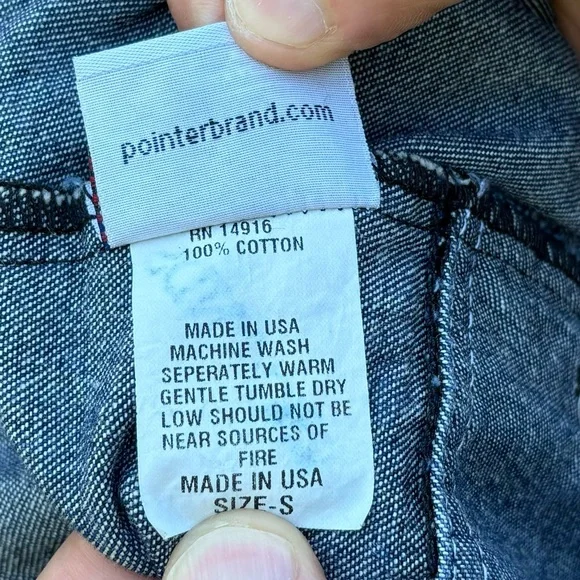 pointerbrand.com
RN 14916
100% COTTON
MADE IN USA
MACHINE WASH
SEPERATELY WARM
GENTLE TUMBLE DRY
LOW SHOULD NOT BE
NEAR SOURCES OF
FIRE
MADE IN USA
SIZE-S